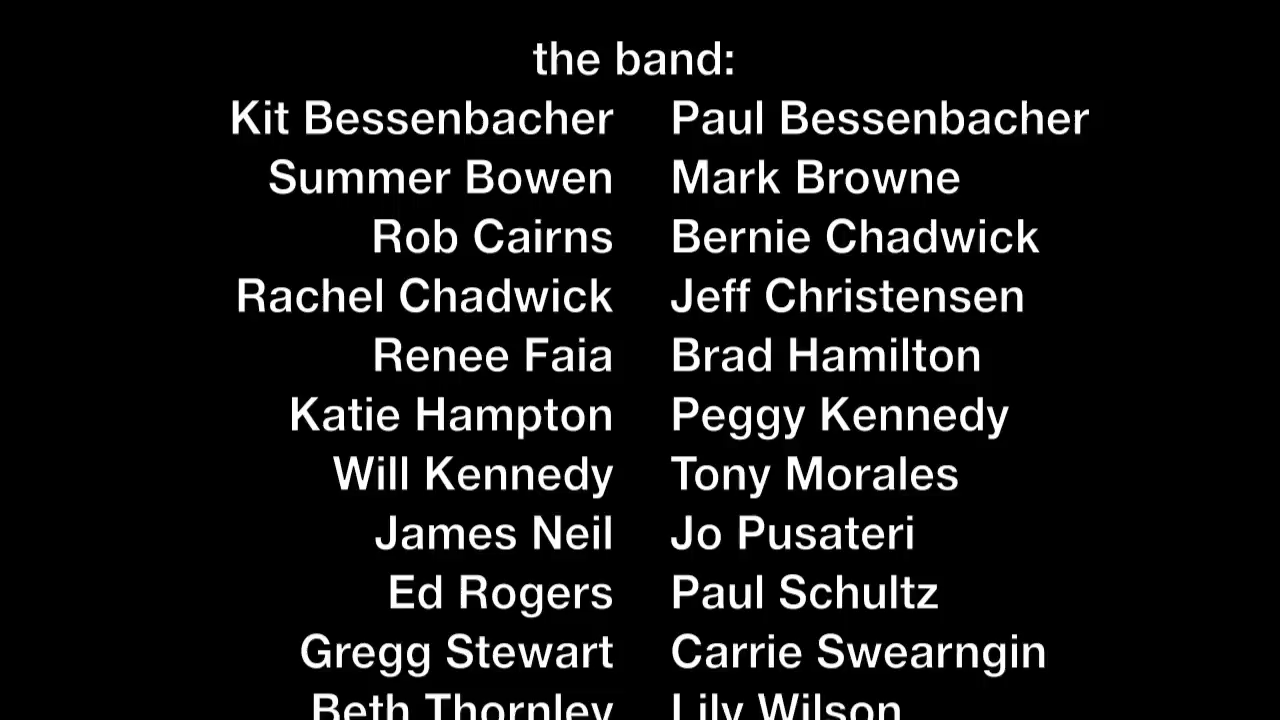 the band:
Kit Bessenbacher Paul Bessenbacher
Summer Bowen Mark Browne
Rob Cairns Bernie Chadwick
Rachel Chadwick Jeff Christensen
Renee Faia Brad Hamilton
Katie Hampton Peggy Kennedy
Will Kennedy Tony Morales
James Neil Jo Pusateri
Ed Rogers Paul Schultz
Gregg Stewart Carrie Swearngin
Beth Thornley Lily Wilson